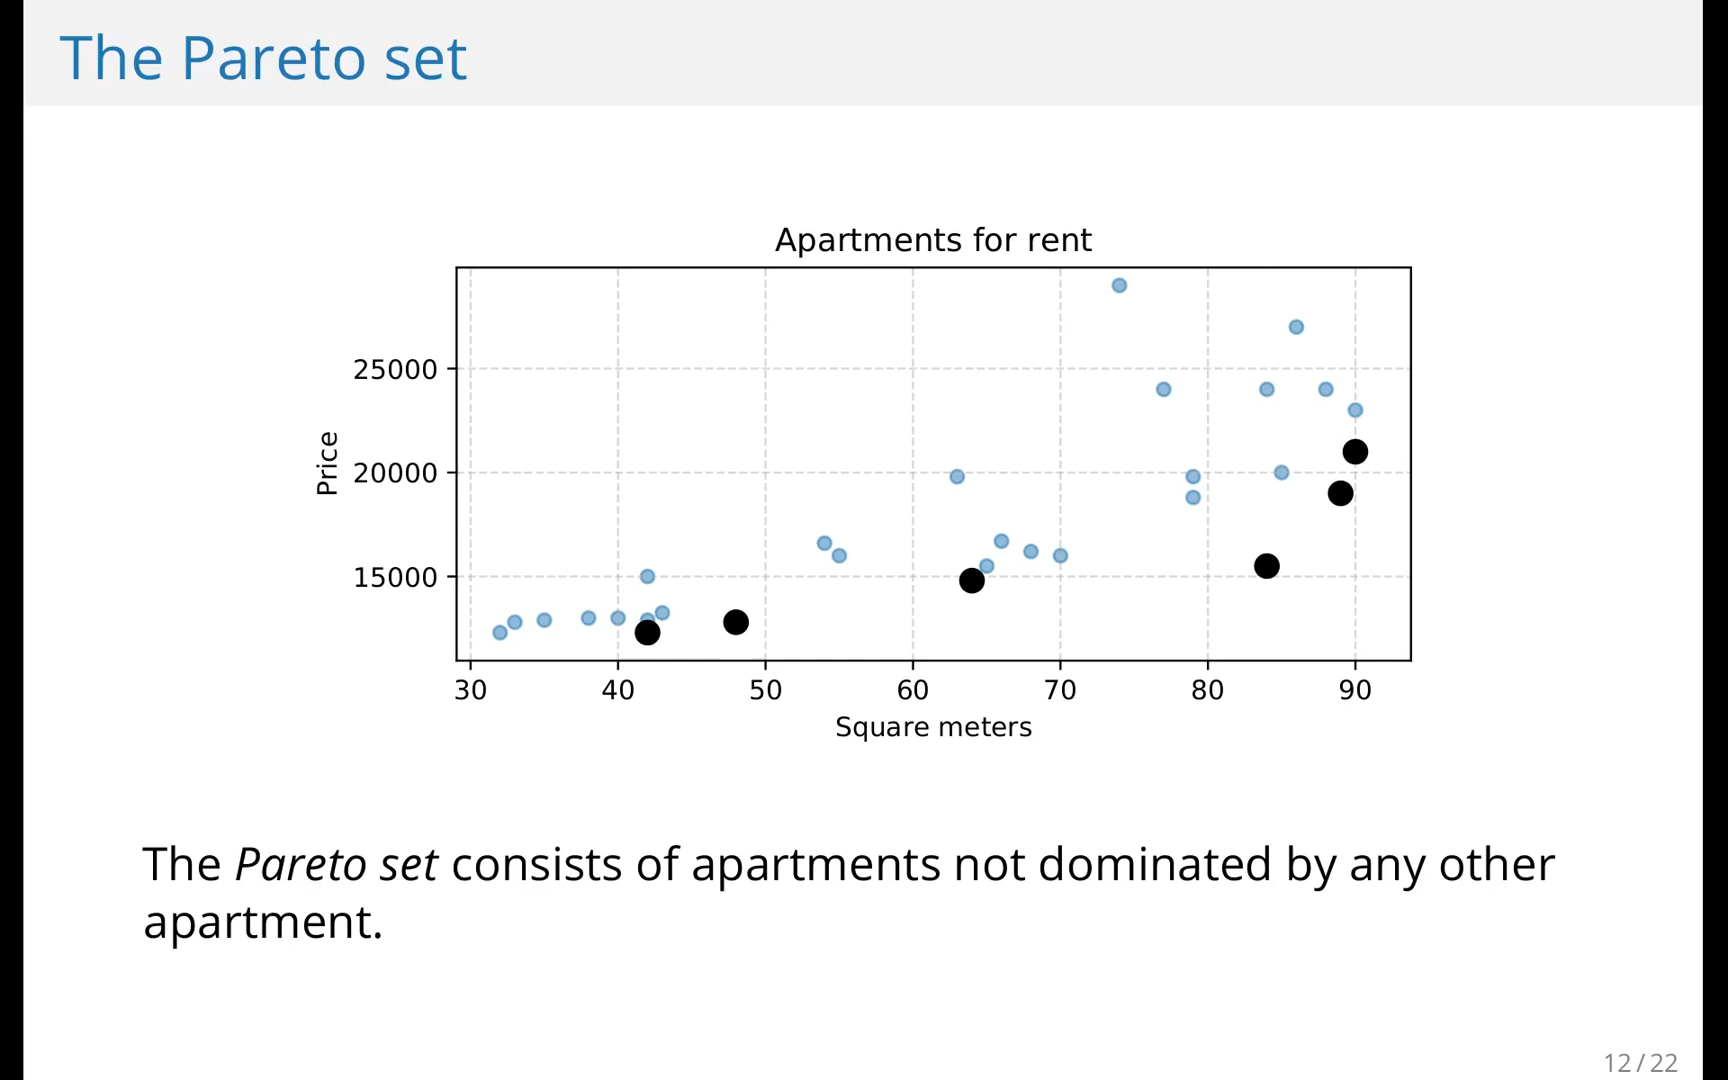 The Pareto set
Apartments for rent
25000
20000
15000
Price
30 40 50 60 70 80 90
Square meters
The Pareto set consists of apartments not dominated by any other
apartment.
12 / 22